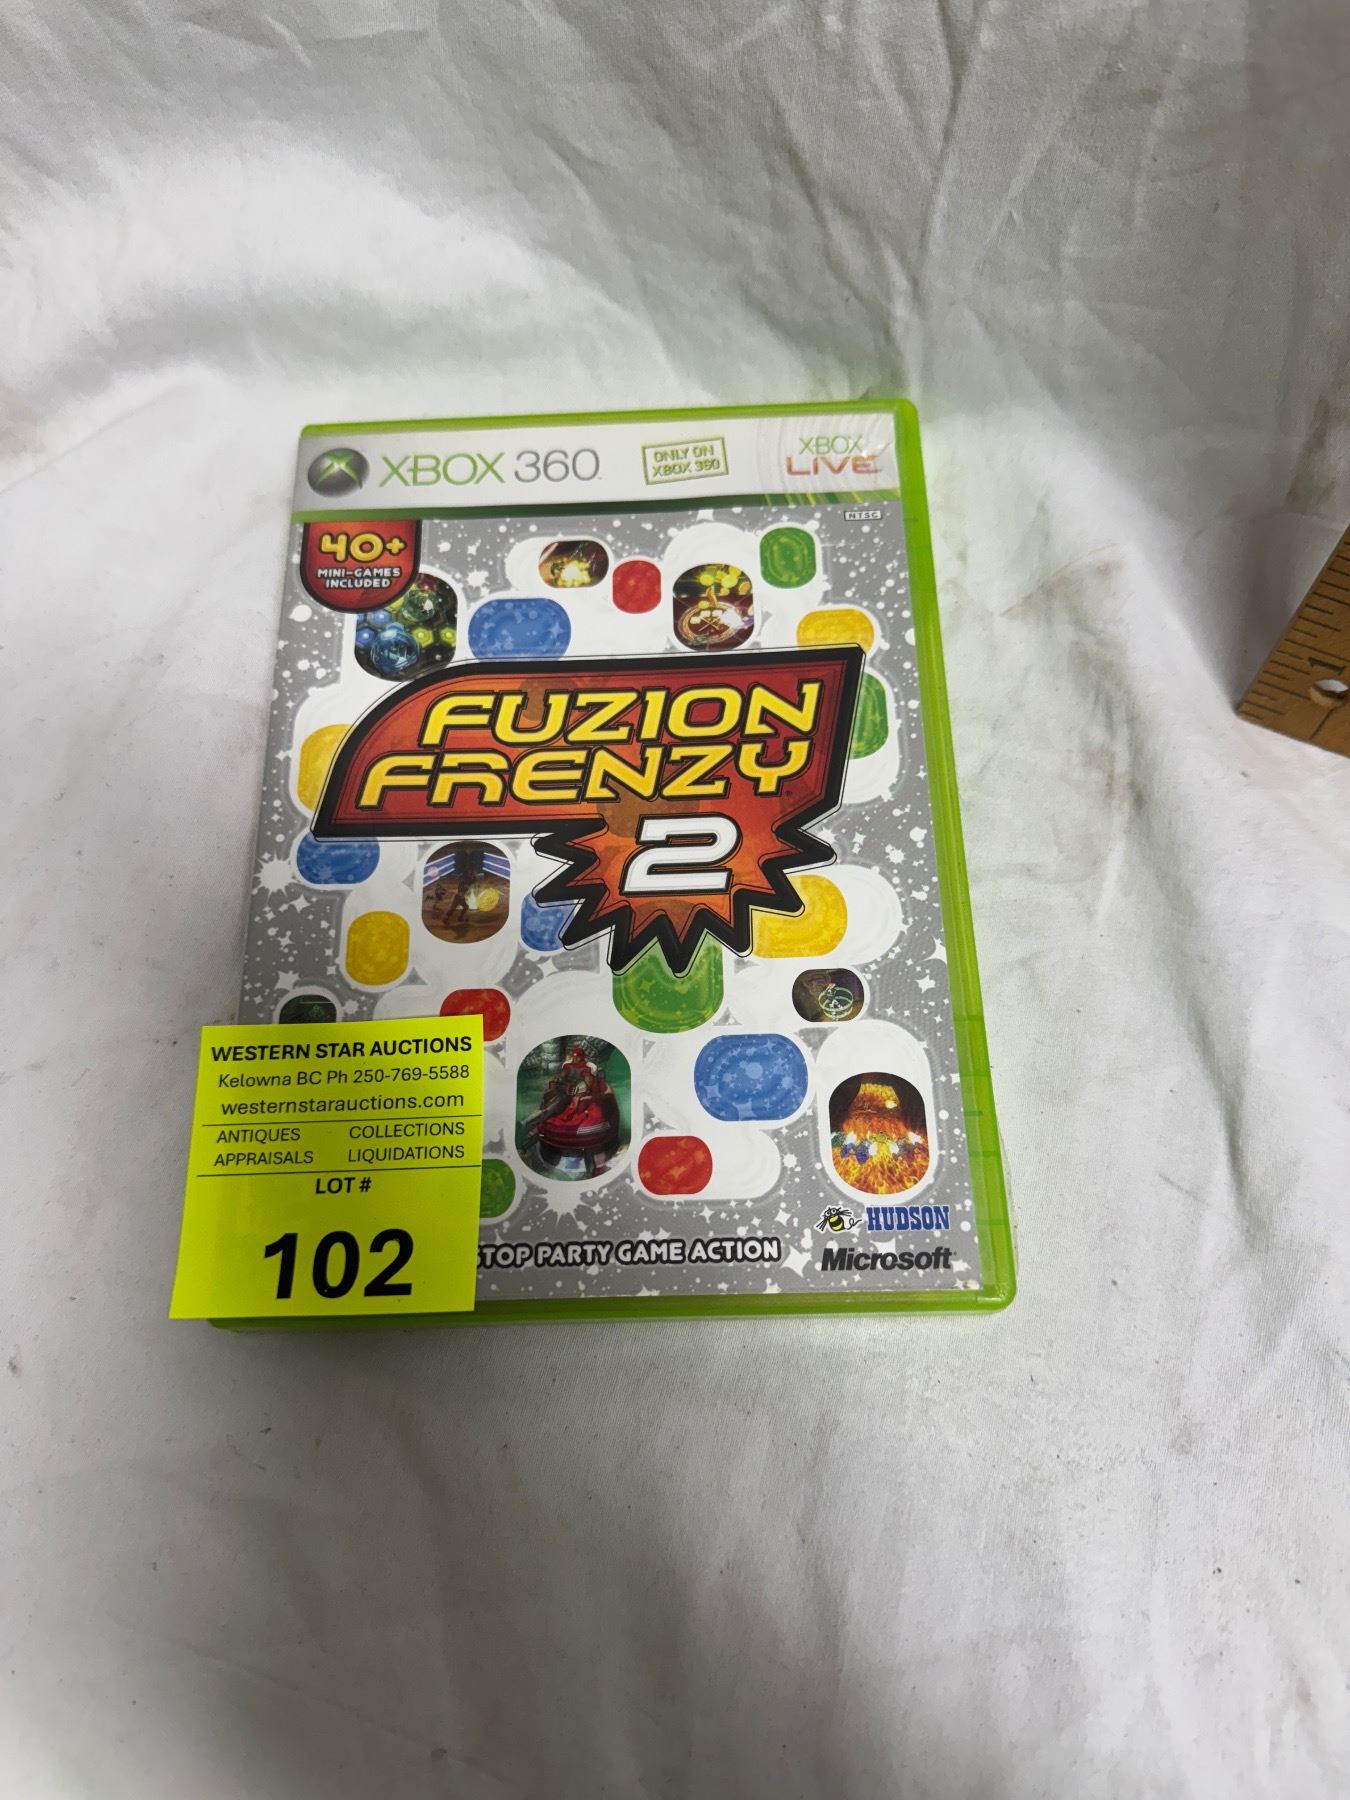 XBOX 360
ONLY ON
XBOX 360
XBOX
LIVE
NTSC
40+
MINI-GAMES
INCLUDED
FUZION
FRENZY
2
WESTERN STAR AUCTIONS
Kelowna BC Ph 250-769-5588
westernstarauctions.com
ANTIQUES COLLECTIONS
APPRAISALS LIQUIDATIONS
LOT #
102
HUDSON
STOP PARTY GAME ACTION
Microsoft
1